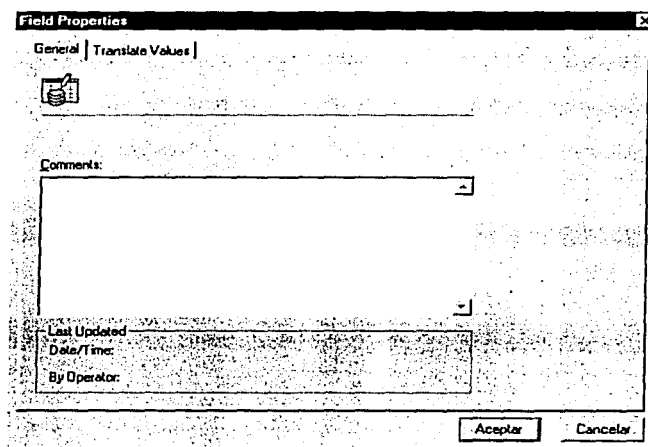 Field Properties
General Translate Values
Comments:
Last Updated
Date/Time:
By Operator:
Aceptar Cancelar